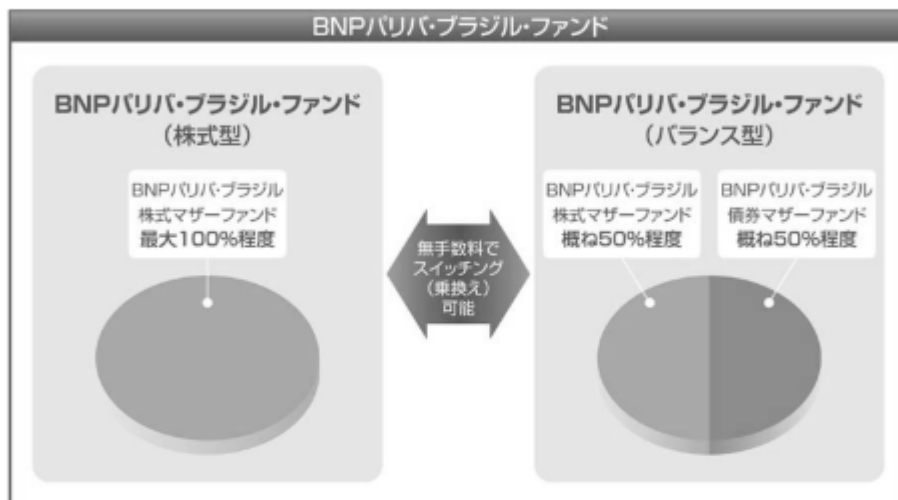 BNPパリバ・ブラジル・ファンド
BNPパリバ・ブラジル・ファンド
（株式型）
BNPパリバ・ブラジル
株式マザーファンド
最大100%程度
無手数料で
スイッチング
（乗換え）
可能
BNPパリバ・ブラジル・ファンド
（バランス型）
BNPパリバ・ブラジル
株式マザーファンド
概ね50%程度
BNPパリバ・ブラジル
債券マザーファンド
概ね50%程度